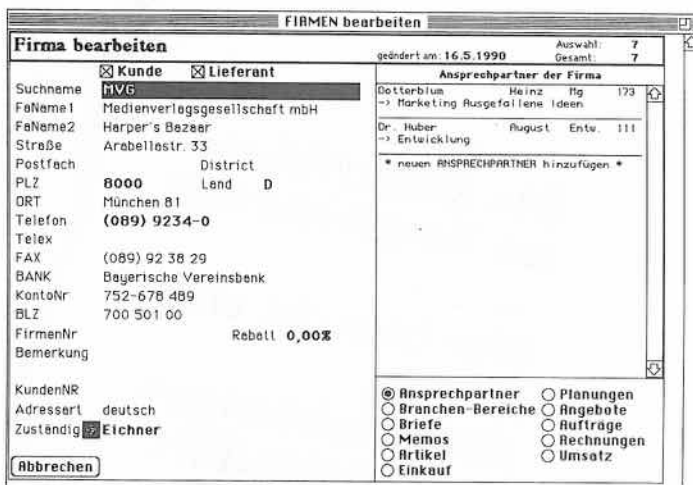 FIRMEN bearbeiten
Firma bearbeiten
geändert am: 16.5.1990
Auswahl: 7
Gesamt: 7
Kunde Lieferant
Suchname MVG
FaName1 Medienverlagsgesellschaft mbH
FaName2 Harper's Bazaar
Straße Arabellastr. 33
Postfach District
PLZ 8000 Land D
ORT München 81
Telefon (089) 9234-0
Telex
FAX (089) 92 38 29
BANK Bayerische Vereinsbank
KontoNr 752-678 489
BLZ 700 501 00
FirmenNr Rabatt 0,00%
Bemerkung
KundenNR
Adressart deutsch
Zuständig Eichner
Abbrechen
Ansprechpartner der Firma
Dotterblum Heinz Mg 173
-> Marketing Ausgefallene Ideen
Dr. Huber August Entw. 111
-> Entwicklung
* neuen ANSPRECHPARTNER hinzufügen *
Ansprechpartner Planungen
Branchen-Bereiche Angebote
Briefe Aufträge
Memos Rechnungen
Artikel Umsatz
Einkauf